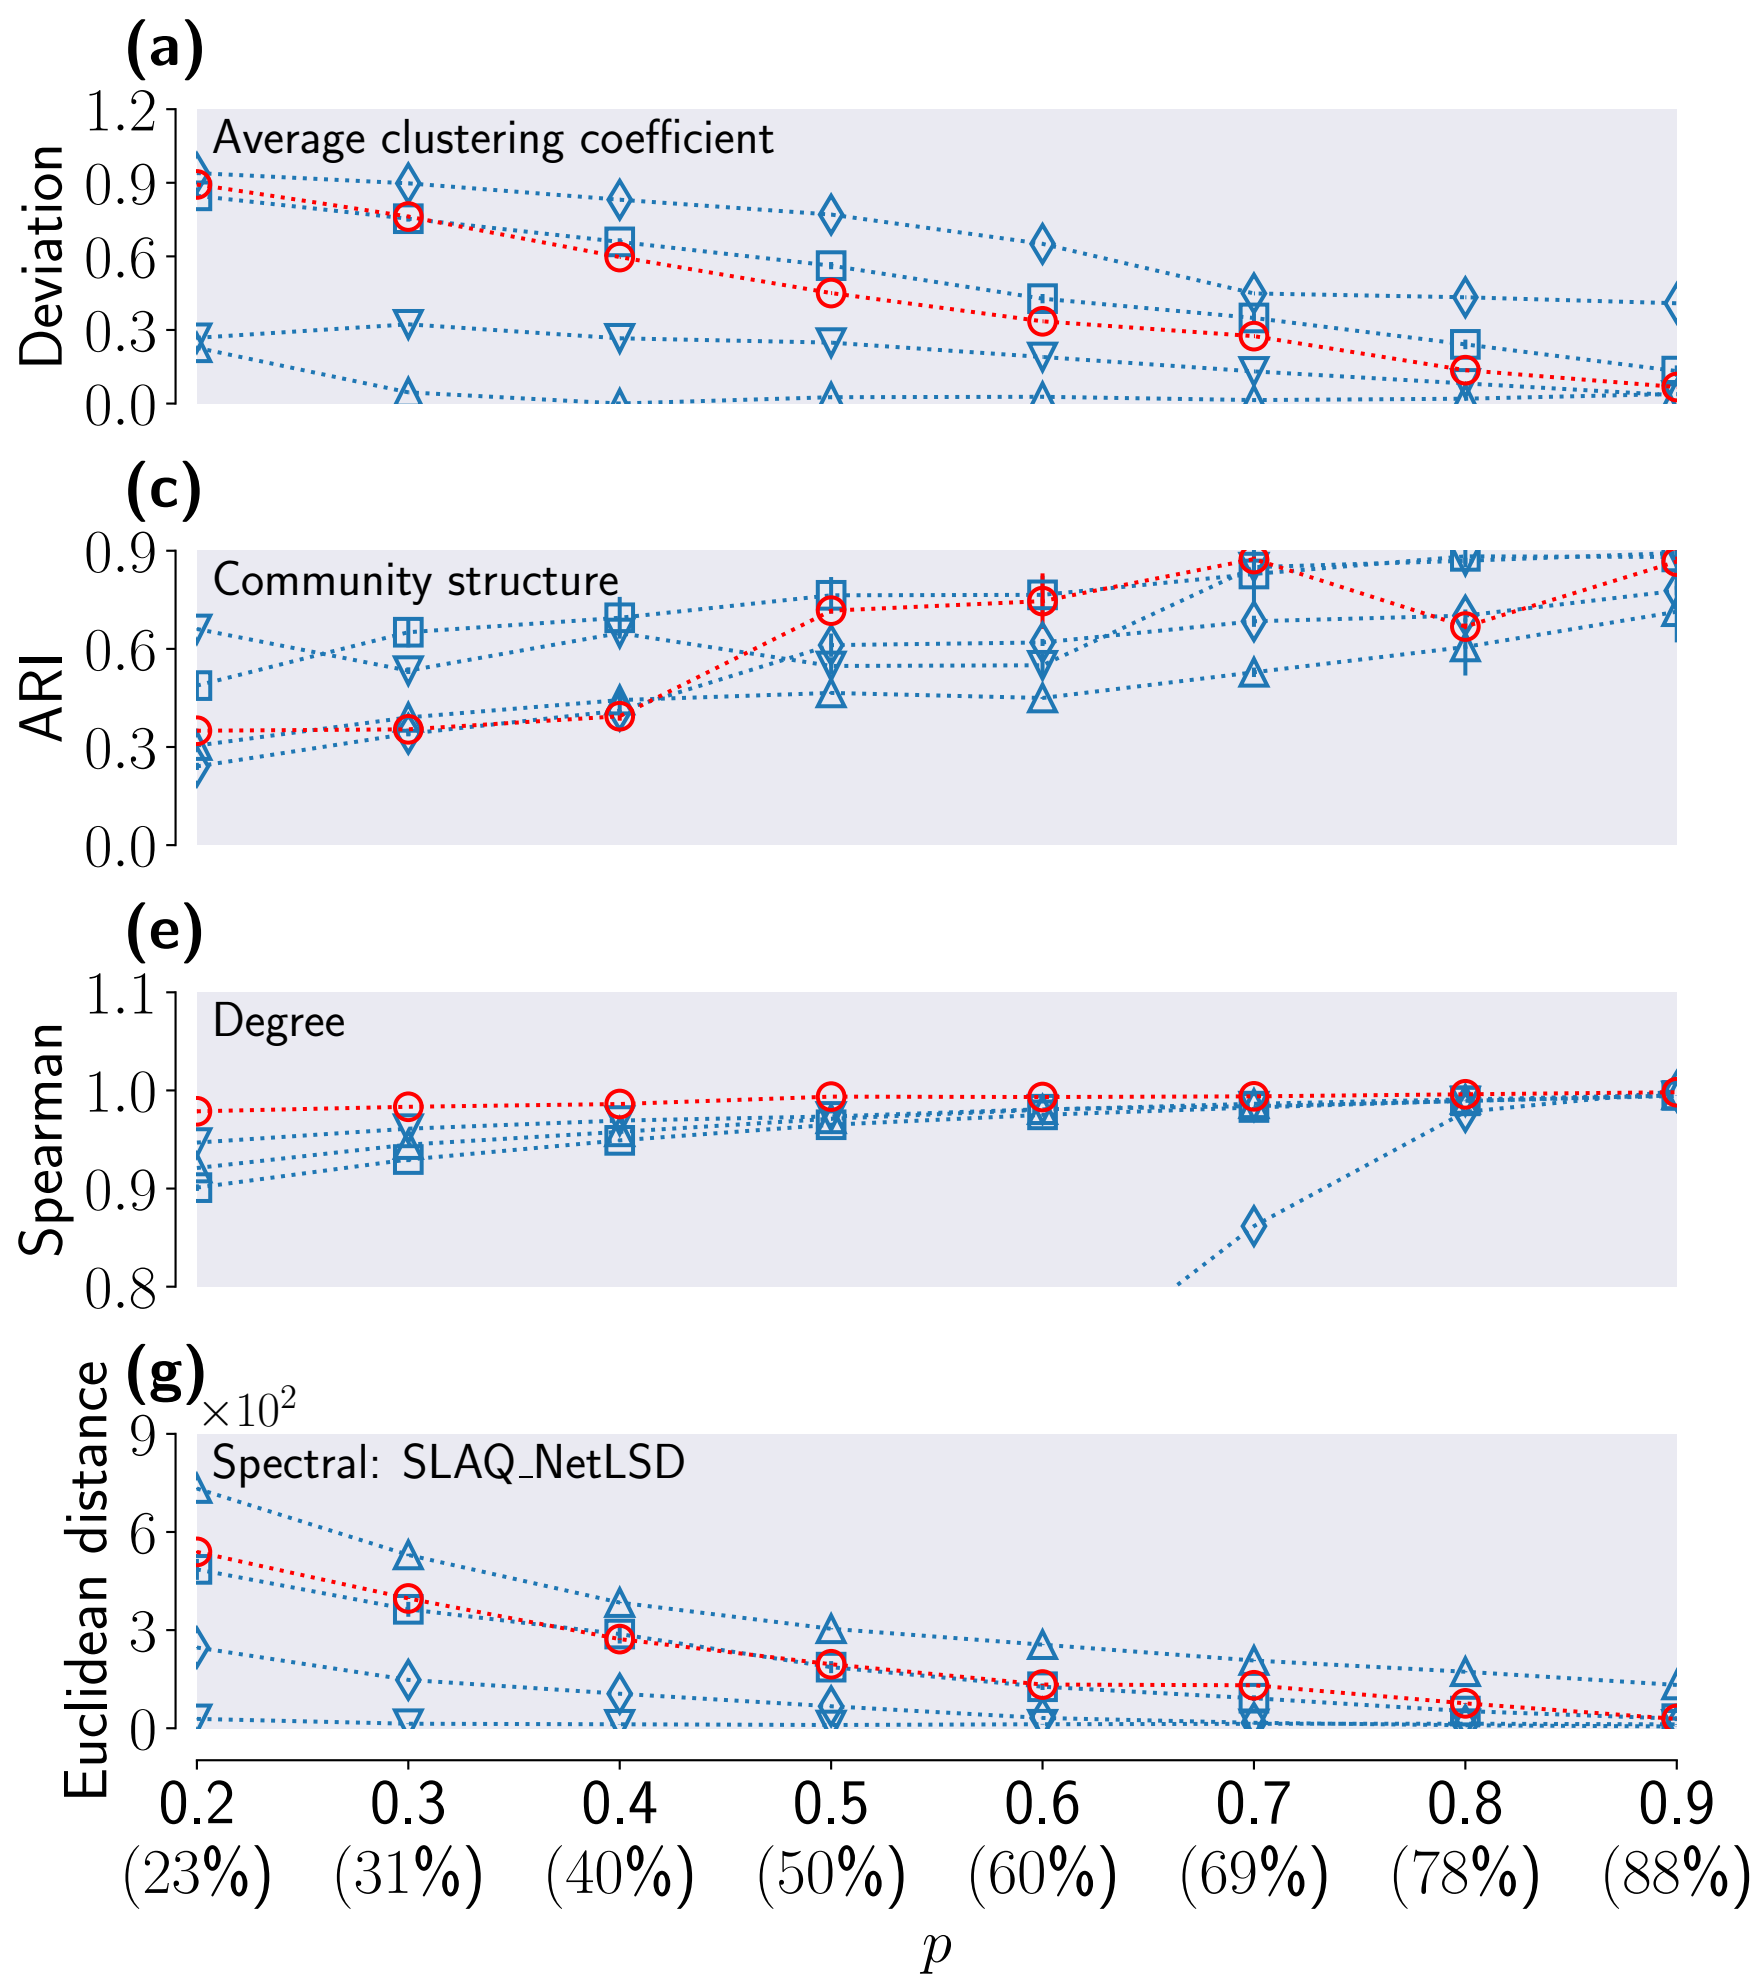 (a)
1.2
0.9
0.6
0.3
0.0
Deviation
Average clustering coefficient
(c)
0.9
0.6
0.3
0.0
ARI
Community structure
(e)
1.1
1.0
0.9
0.8
Spearman
Degree
(g)
×10²
9
6
3
0
Euclidean distance
Spectral: SLAQ_NetLSD
0.2 0.3 0.4 0.5 0.6 0.7 0.8 0.9
(23%) (31%) (40%) (50%) (60%) (69%) (78%) (88%)
p